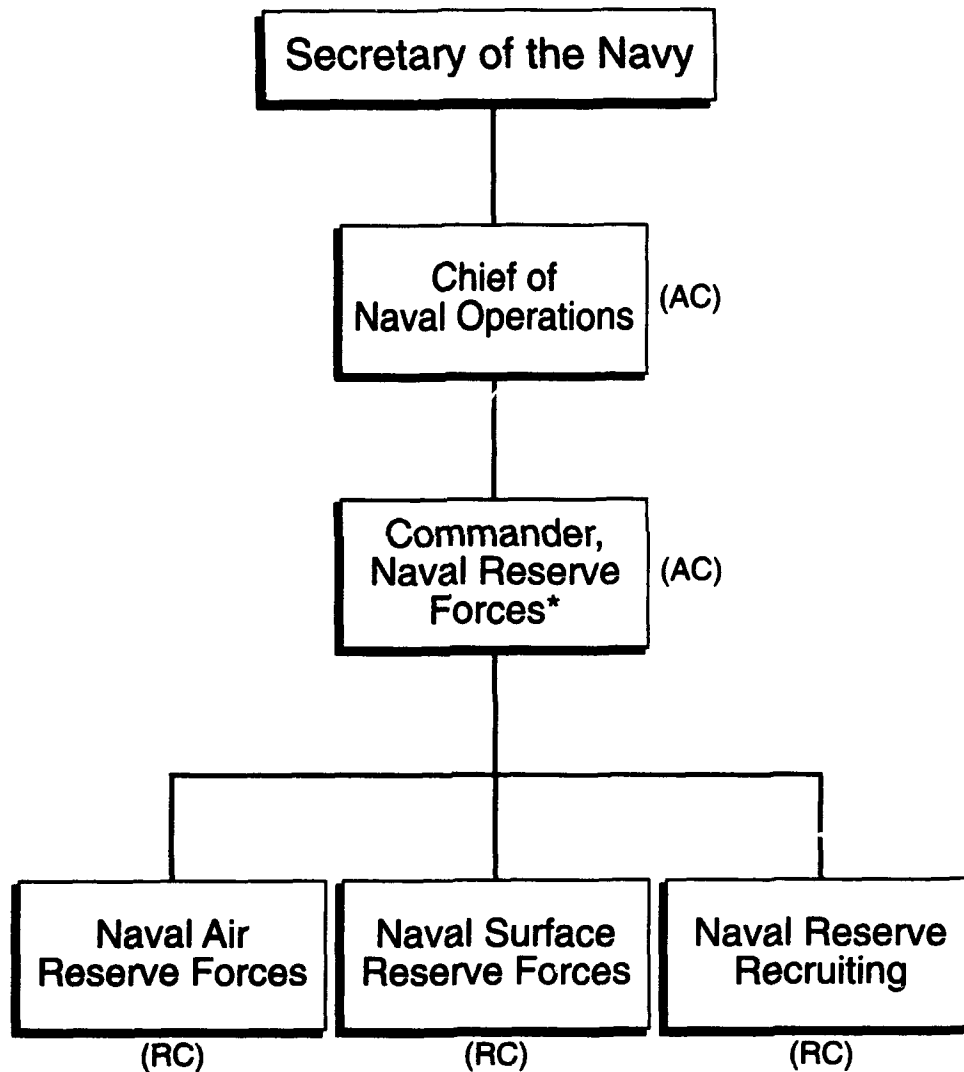 Secretary of the Navy
Chief of
Naval Operations
(AC)
Commander,
Naval Reserve
Forces*
(AC)
Naval Air
Reserve Forces
(RC)
Naval Surface
Reserve Forces
(RC)
Naval Reserve
Recruiting
(RC)